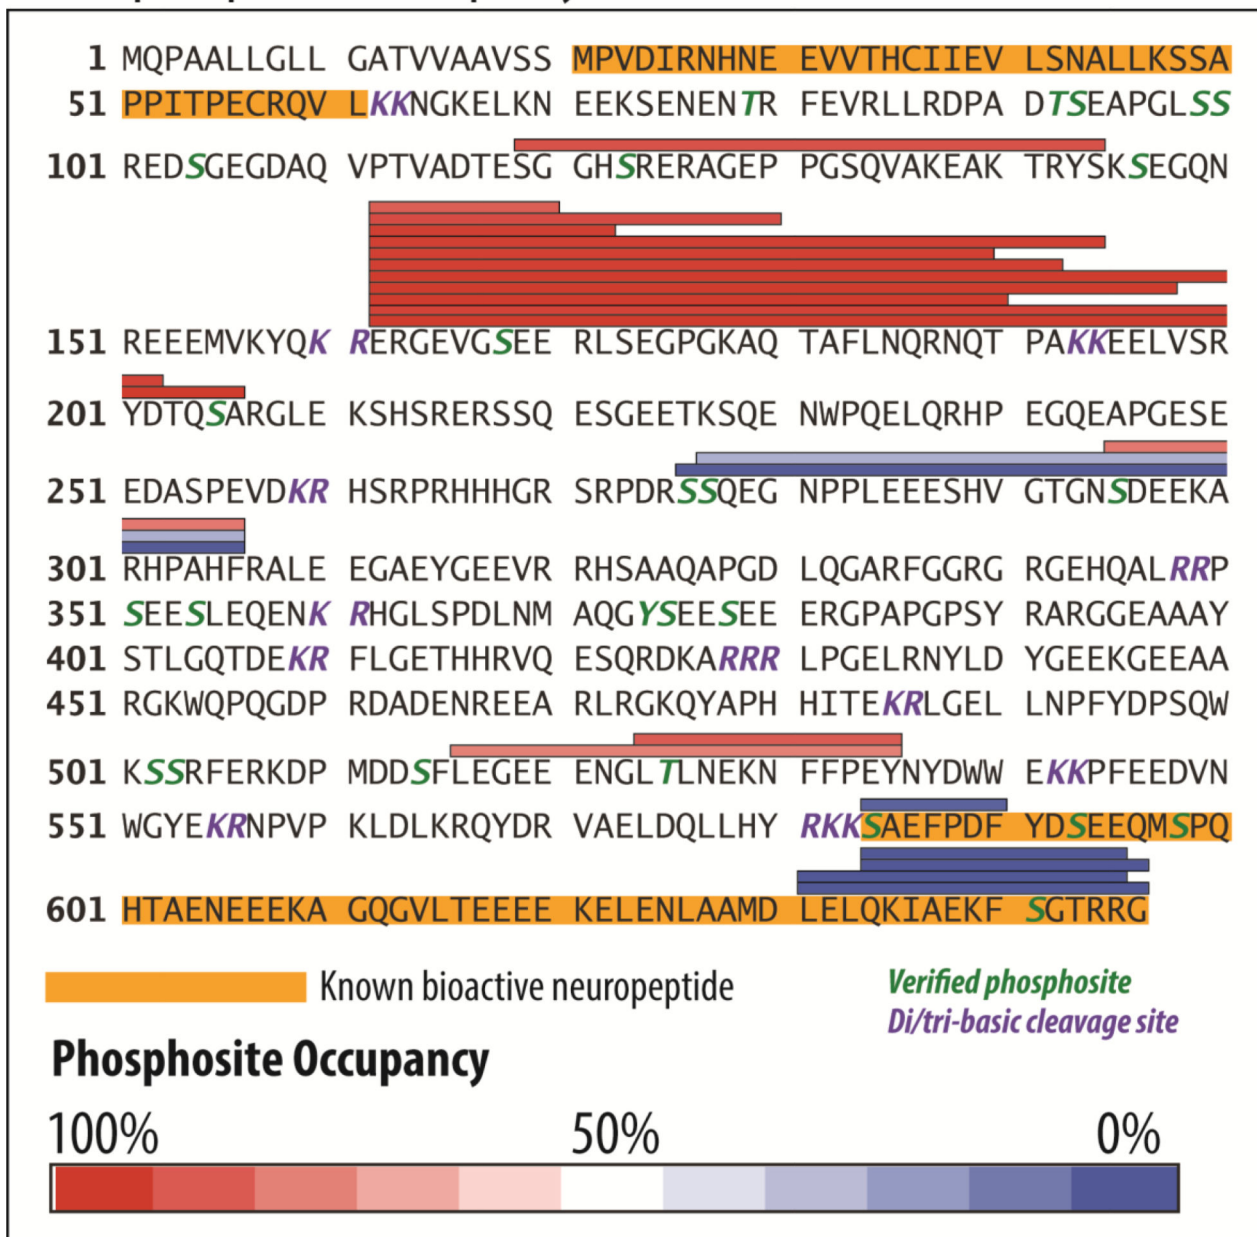 1 MQPAALLGLL GATVVAAVSS MPVDIRNHNE EVVTHCIIEV LSNALLKSSA
51 PPITPECRQV LKKNGKELKN EEKSENENTR FEVRLLRDPA DTSEAPGLSS
101 REDSGEGDAQ VPTVADTESG GHSRERAGEP PGSQVAKEAK TRYSKSEGQN
151 REEEMVKYQK RERGEVGSEE RLSEGPGKAQ TAFLNQRNQT PAKKEELVSR
201 YDTQSARGLE KSHSRERSSQ ESGEETKSQE NWPQELQRHP EGQEAPGESE
251 EDASPEVDKR HSRPRHHHGR SRPDRSSQEG NPPLEEESHV GTGNSDEEKA
301 RHPAHFRALE EGAEYGEEVR RHSAAQAPGD LQGARFGGRG RGEHQALRRP
351 SEESLEQENK RHGLSPDLNM AQGYSEESEE ERGPAPGPSY RARGGEAAAY
401 STLGQTDEKR FLGETHHRVQ ESQRDKARRR LPGELRNYLD YGEEKGEEAA
451 RGKWQPQGDP RDADENREEA RLRGKQYAPH HITEKRLGEL LNPFYDPSQW
501 KSSRFERKDP MDDSFLEGEE ENGLTLNEKN FFPEYNYDWW EKKPFEEDVN
551 WGYEKRNPVP KLDLKRQYDR VAELDQLLHY RKKSAEFPDF YDSEEQMSPQ
601 HTAENEEEKA GQGVLTEEEE KELENLAAMD LELQKIAEKF SGTRRG
Known bioactive neuropeptide
Verified phosphosite
Di/tri-basic cleavage site
Phosphosite Occupancy
100% 50% 0%